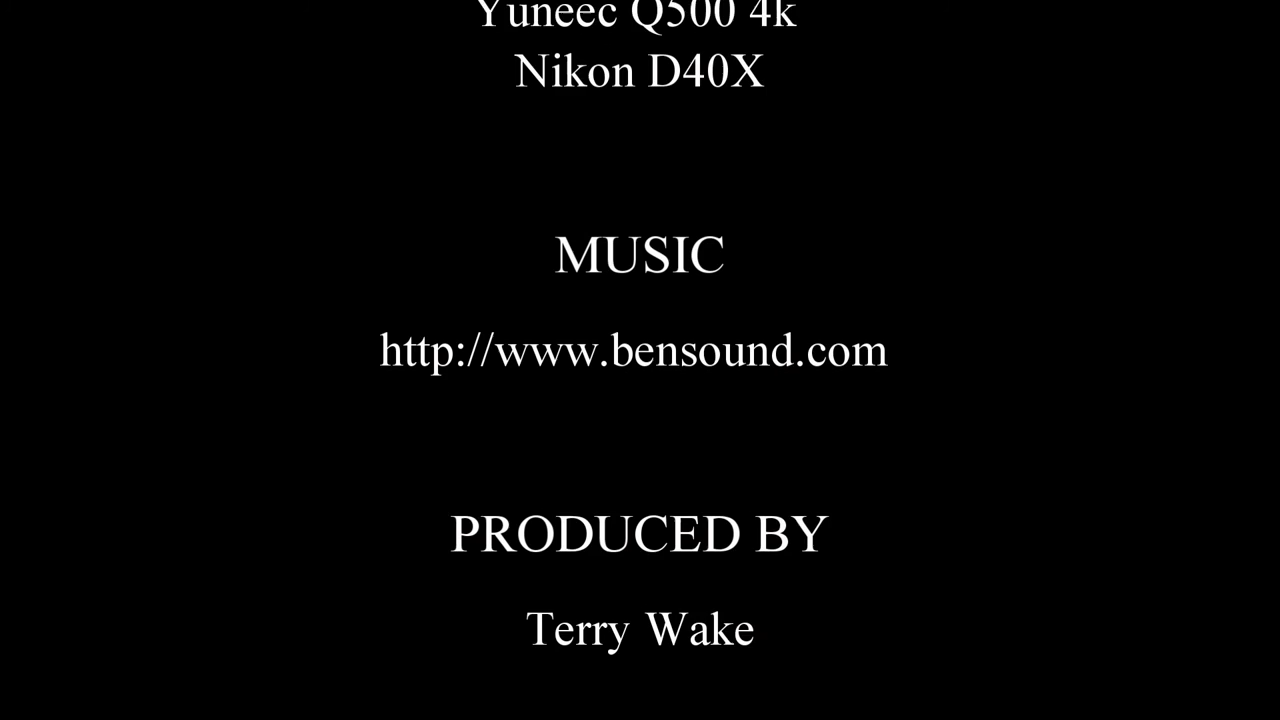 Yuneec Q500 4k
Nikon D40X
MUSIC
http://www.bensound.com
PRODUCED BY
Terry Wake